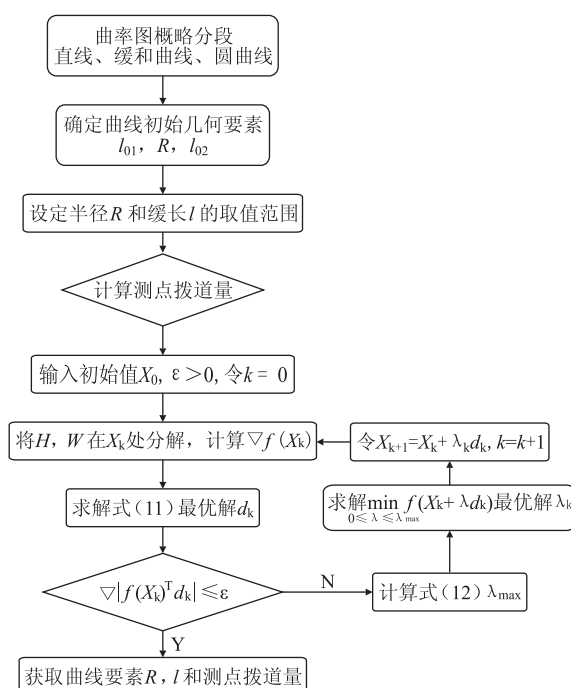 曲率图概略分段
直线、缓和曲线、圆曲线
确定曲线初始几何要素
l₀₁，R，l₀₂
设定半径R 和缓长l 的取值范围
计算测点拨道量
输入初始值X₀, ε＞0, 令k = 0
将H，W在Xₖ处分解，计算▽f (Xₖ)
求解式(11)最优解dₖ
▽|f(Xₖ)ᵀdₖ|≤ε
N
计算式(12)λmax
求解min f(Xₖ+λdₖ)最优解λₖ
0≤λ≤λmax
令Xₖ₊₁=Xₖ+λₖdₖ, k=k+1
Y
获取曲线要素R, l和测点拨道量